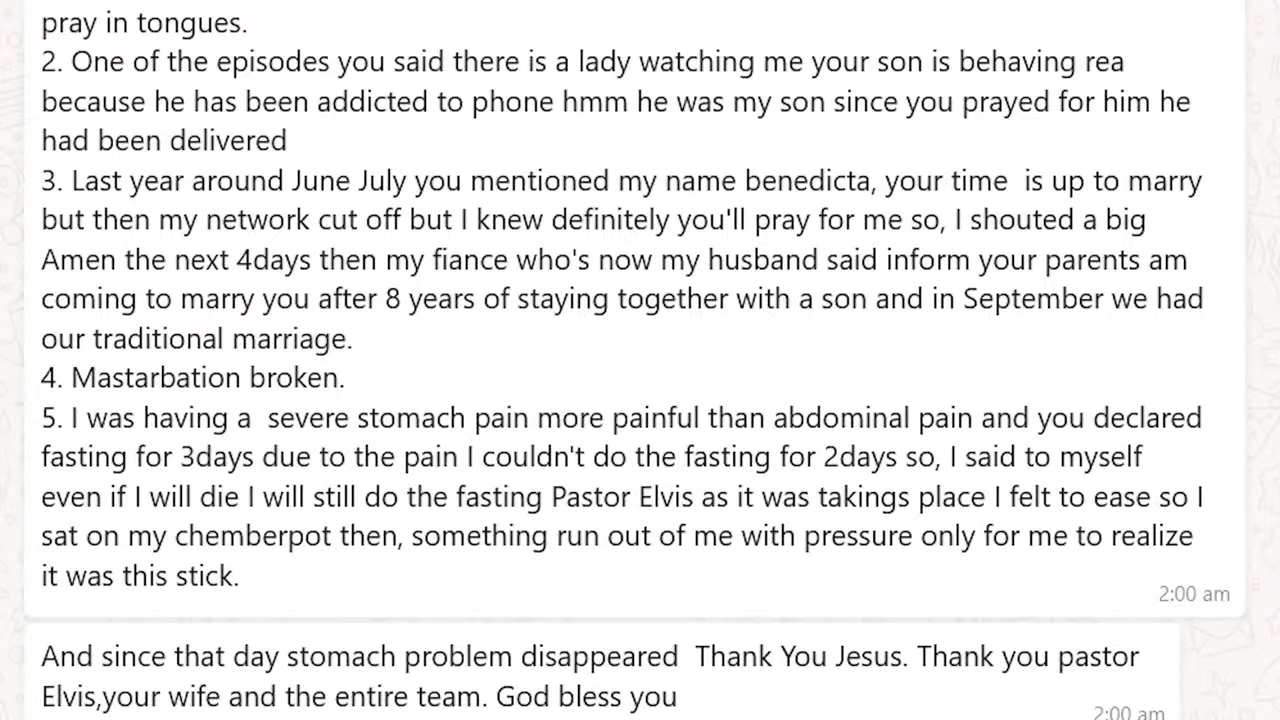 pray in tongues.
2. One of the episodes you said there is a lady watching me your son is behaving rea
because he has been addicted to phone hmm he was my son since you prayed for him he
had been delivered
3. Last year around June July you mentioned my name benedicta, your time  is up to marry
but then my network cut off but I knew definitely you'll pray for me so, I shouted a big
Amen the next 4days then my fiance who's now my husband said inform your parents am
coming to marry you after 8 years of staying together with a son and in September we had
our traditional marriage.
4. Mastarbation broken.
5. I was having a  severe stomach pain more painful than abdominal pain and you declared
fasting for 3days due to the pain I couldn't do the fasting for 2days so, I said to myself
even if I will die I will still do the fasting Pastor Elvis as it was takings place I felt to ease so I
sat on my chemberpot then, something run out of me with pressure only for me to realize
it was this stick.
2:00 am
And since that day stomach problem disappeared  Thank You Jesus. Thank you pastor
Elvis,your wife and the entire team. God bless you
2:00 am